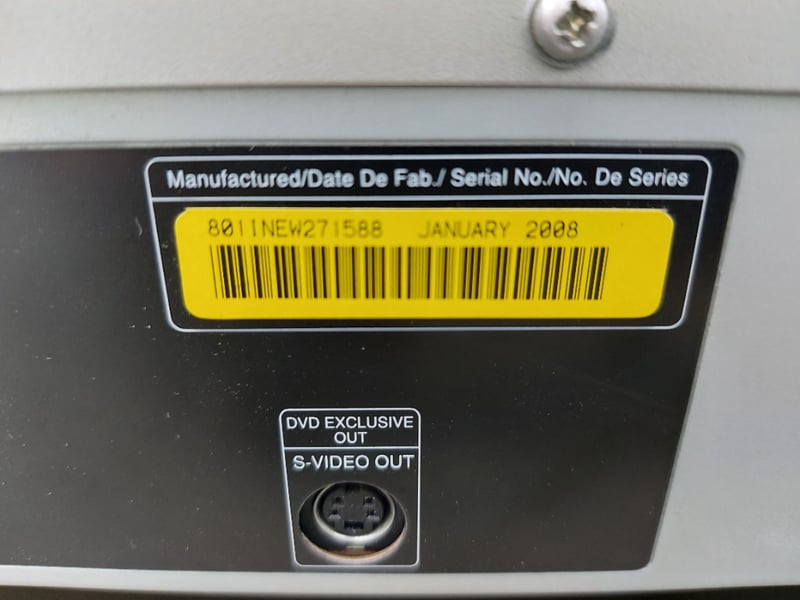 Manufactured/Date De Fab./ Serial No./No. De Series
801INEW271588 JANUARY 2008
DVD EXCLUSIVE
OUT
S-VIDEO OUT